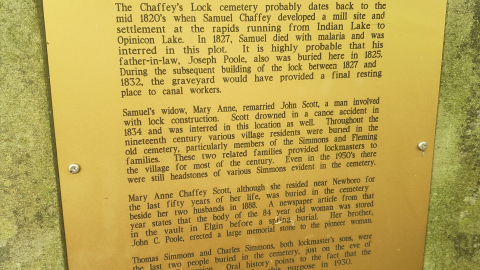 The Chaffey's Lock cemetery probably dates back to the
mid 1820's when Samuel Chaffey developed a mill site and
settlement at the rapids running from Indian Lake to
Opinicon Lake. In 1827, Samuel died with malaria and was
interred in this plot. It is highly probable that his
father-in-law, Joseph Poole, also was buried here in 1825.
During the subsequent building of the lock between 1827 and
1832, the graveyard would have provided a final resting
place to canal workers.
Samuel's widow, Mary Anne, remarried John Scott, a man involved
with lock construction. Scott drowned in a canoe accident in
1834 and was interred in this location as well. Throughout the
nineteenth century various village residents were buried in the
old cemetery, particularly members of the Simmons and Fleming
families. These two related families provided lockmasters to
the village for most of the century. Even in the 1950's there
were still headstones of various Simmons evident in the cemetery.
Mary Anne Chaffey Scott, although she resided near Newboro for
the last fifty years of her life, was buried in the cemetery
beside her two husbands in 1888. A newspaper article from that
year states that the body of the 84 year old woman was stored
in the vault in Elgin before a spring burial. Her brother,
John C. Poole, erected a large memorial stone to the pioneer woman.
Thomas Simmons and Charles Simmons, both lockmaster's sons, were
the last two people buried in the cemetery, just on the eve of
Oral history points to the fact that the
this purpose in 1930.